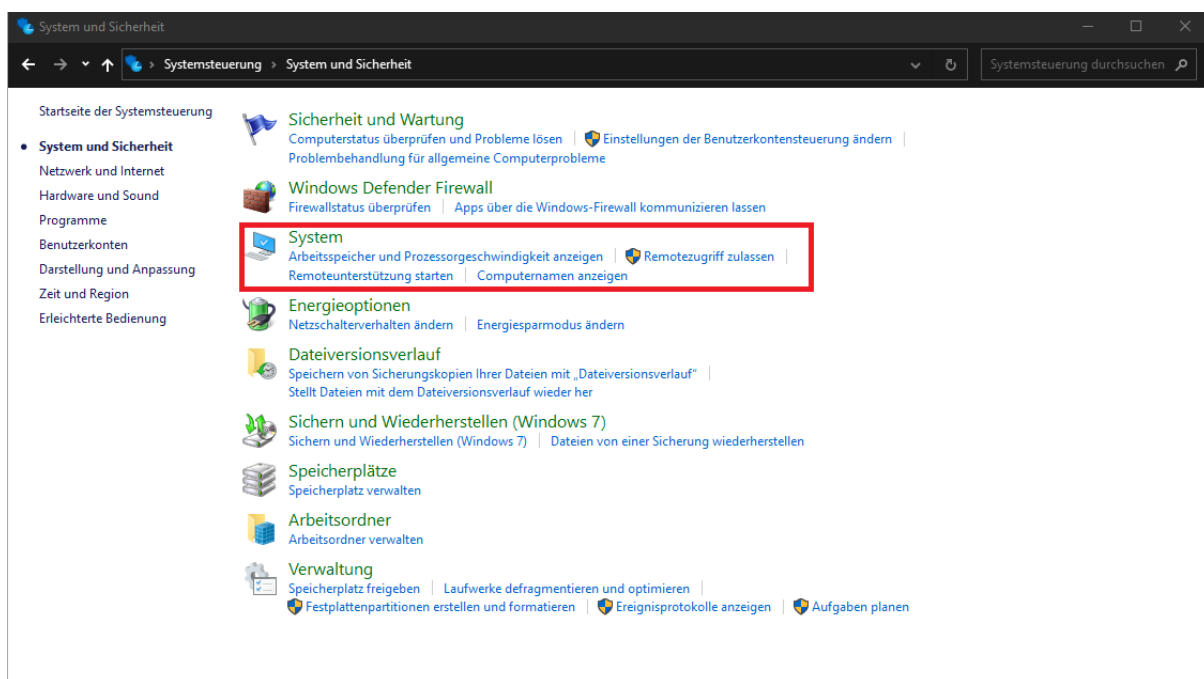 System und Sicherheit
Systemsteuerung › System und Sicherheit
Systemsteuerung durchsuchen
Startseite der Systemsteuerung
System und Sicherheit
Netzwerk und Internet
Hardware und Sound
Programme
Benutzerkonten
Darstellung und Anpassung
Zeit und Region
Erleichterte Bedienung
Sicherheit und Wartung
Computerstatus überprüfen und Probleme lösen | Einstellungen der Benutzerkontensteuerung ändern |
Problembehandlung für allgemeine Computerprobleme
Windows Defender Firewall
Firewallstatus überprüfen | Apps über die Windows-Firewall kommunizieren lassen
System
Arbeitsspeicher und Prozessorgeschwindigkeit anzeigen | Remotezugriff zulassen |
Remoteunterstützung starten | Computernamen anzeigen
Energieoptionen
Netzschalterverhalten ändern | Energiesparmodus ändern
Dateiversionsverlauf
Speichern von Sicherungskopien Ihrer Dateien mit „Dateiversionsverlauf" |
Stellt Dateien mit dem Dateiversionsverlauf wieder her
Sichern und Wiederherstellen (Windows 7)
Sichern und Wiederherstellen (Windows 7) | Dateien von einer Sicherung wiederherstellen
Speicherplätze
Speicherplatz verwalten
Arbeitsordner
Arbeitsordner verwalten
Verwaltung
Speicherplatz freigeben | Laufwerke defragmentieren und optimieren |
Festplattenpartitionen erstellen und formatieren | Ereignisprotokolle anzeigen | Aufgaben planen